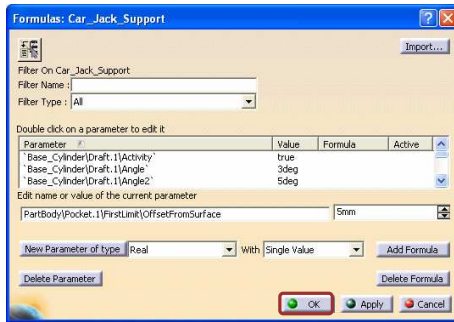 Formulas: Car_Jack_Support
Import...
Filter On Car_Jack_Support
Filter Name :
Filter Type : All
Double click on a parameter to edit it
Parameter Value Formula Active
`Base_Cylinder\Draft.1\Activity` true
`Base_Cylinder\Draft.1\Angle` 3deg
`Base_Cylinder\Draft.1\Angle2` 5deg
Edit name or value of the current parameter
PartBody\Pocket.1\FirstLimit\OffsetFromSurface 5mm
New Parameter of type Real With Single Value Add Formula
Delete Parameter Delete Formula
OK Apply Cancel